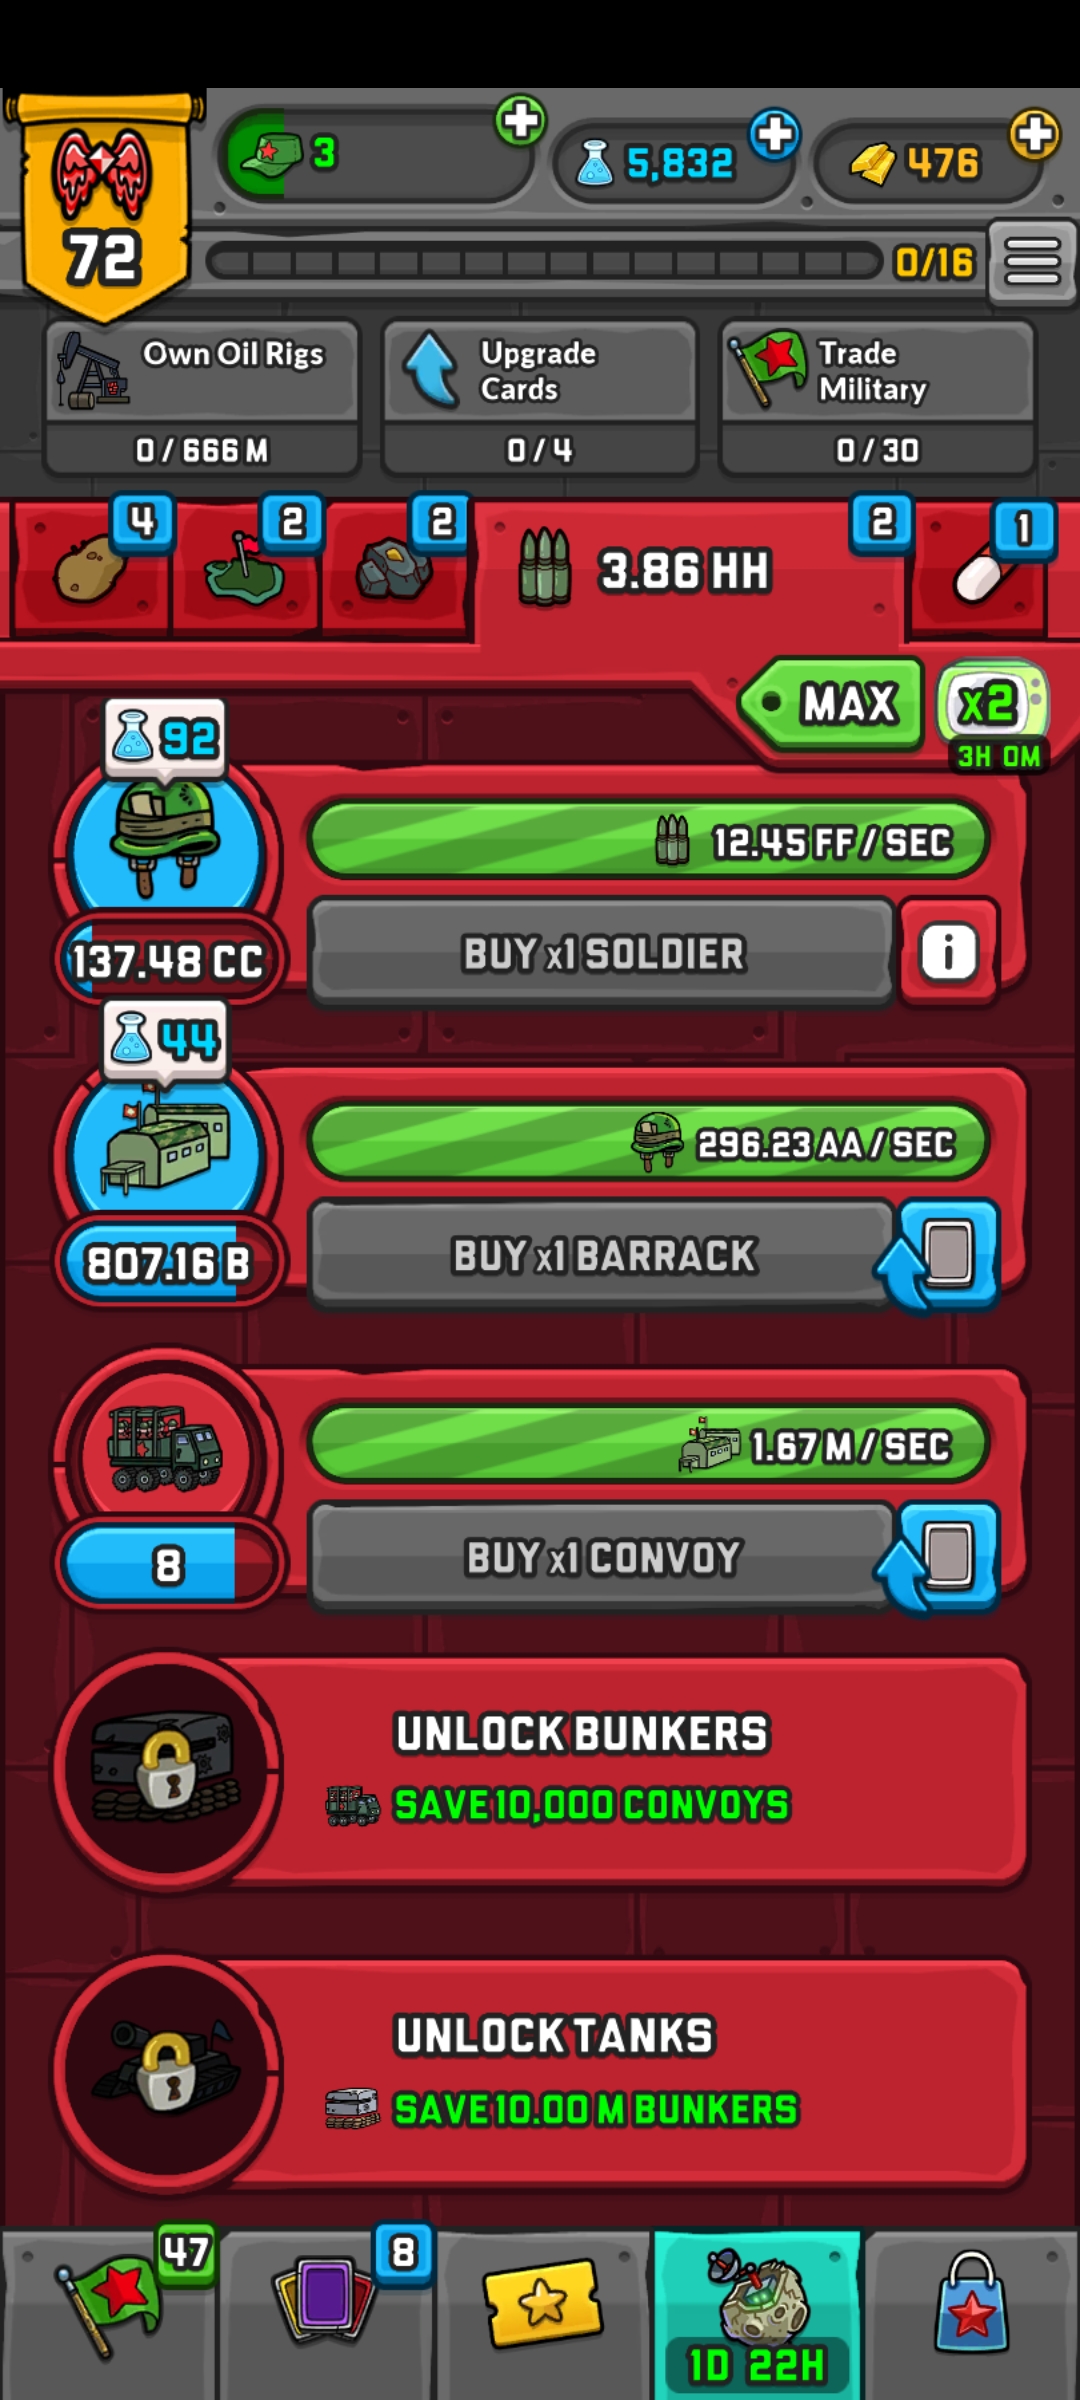 3
5,832
476
72
0/16
Own Oil Rigs
0 / 666 M
Upgrade
Cards
0 / 4
Trade
Military
0 / 30
4
2
2
3.86 HH
2
1
MAX
x2
3H 0M
92
12.45 FF / SEC
137.48 CC
BUY x1 SOLDIER
i
44
296.23 AA / SEC
807.16 B
BUY x1 BARRACK
1.67 M / SEC
8
BUY x1 CONVOY
UNLOCK BUNKERS
SAVE 10,000 CONVOYS
UNLOCK TANKS
SAVE 10.00 M BUNKERS
47
8
1D 22H